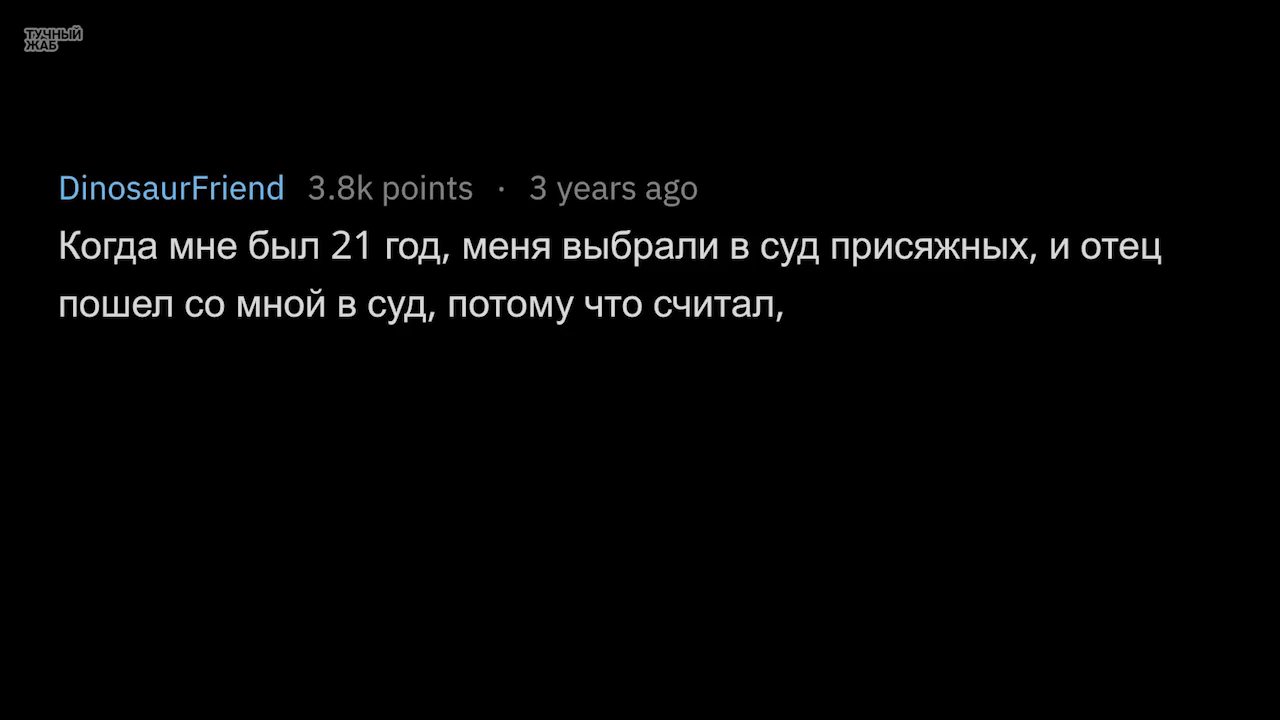 ТУЧНЫЙ
ЖАБ
DinosaurFriend 3.8k points · 3 years ago
Когда мне был 21 год, меня выбрали в суд присяжных, и отец
пошел со мной в суд, потому что считал,